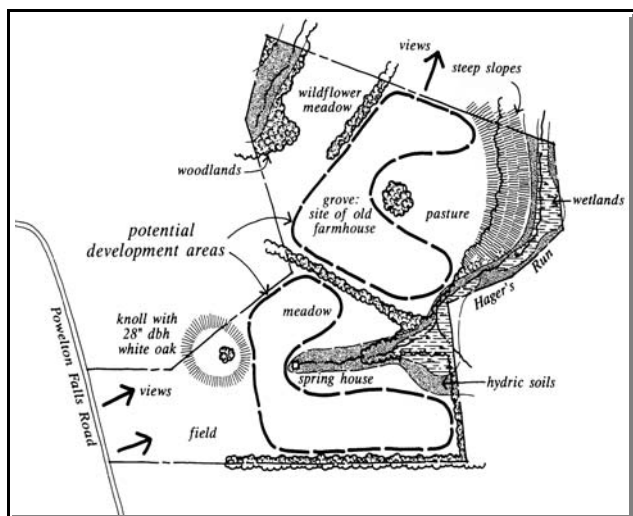 views
steep slopes
wildflower
meadow
woodlands
grove:
site of old
farmhouse
pasture
wetlands
potential
development areas
Hager's Run
meadow
knoll with
28" dbh
white oak
spring house
hydric soils
Powelton Falls Road
views
field